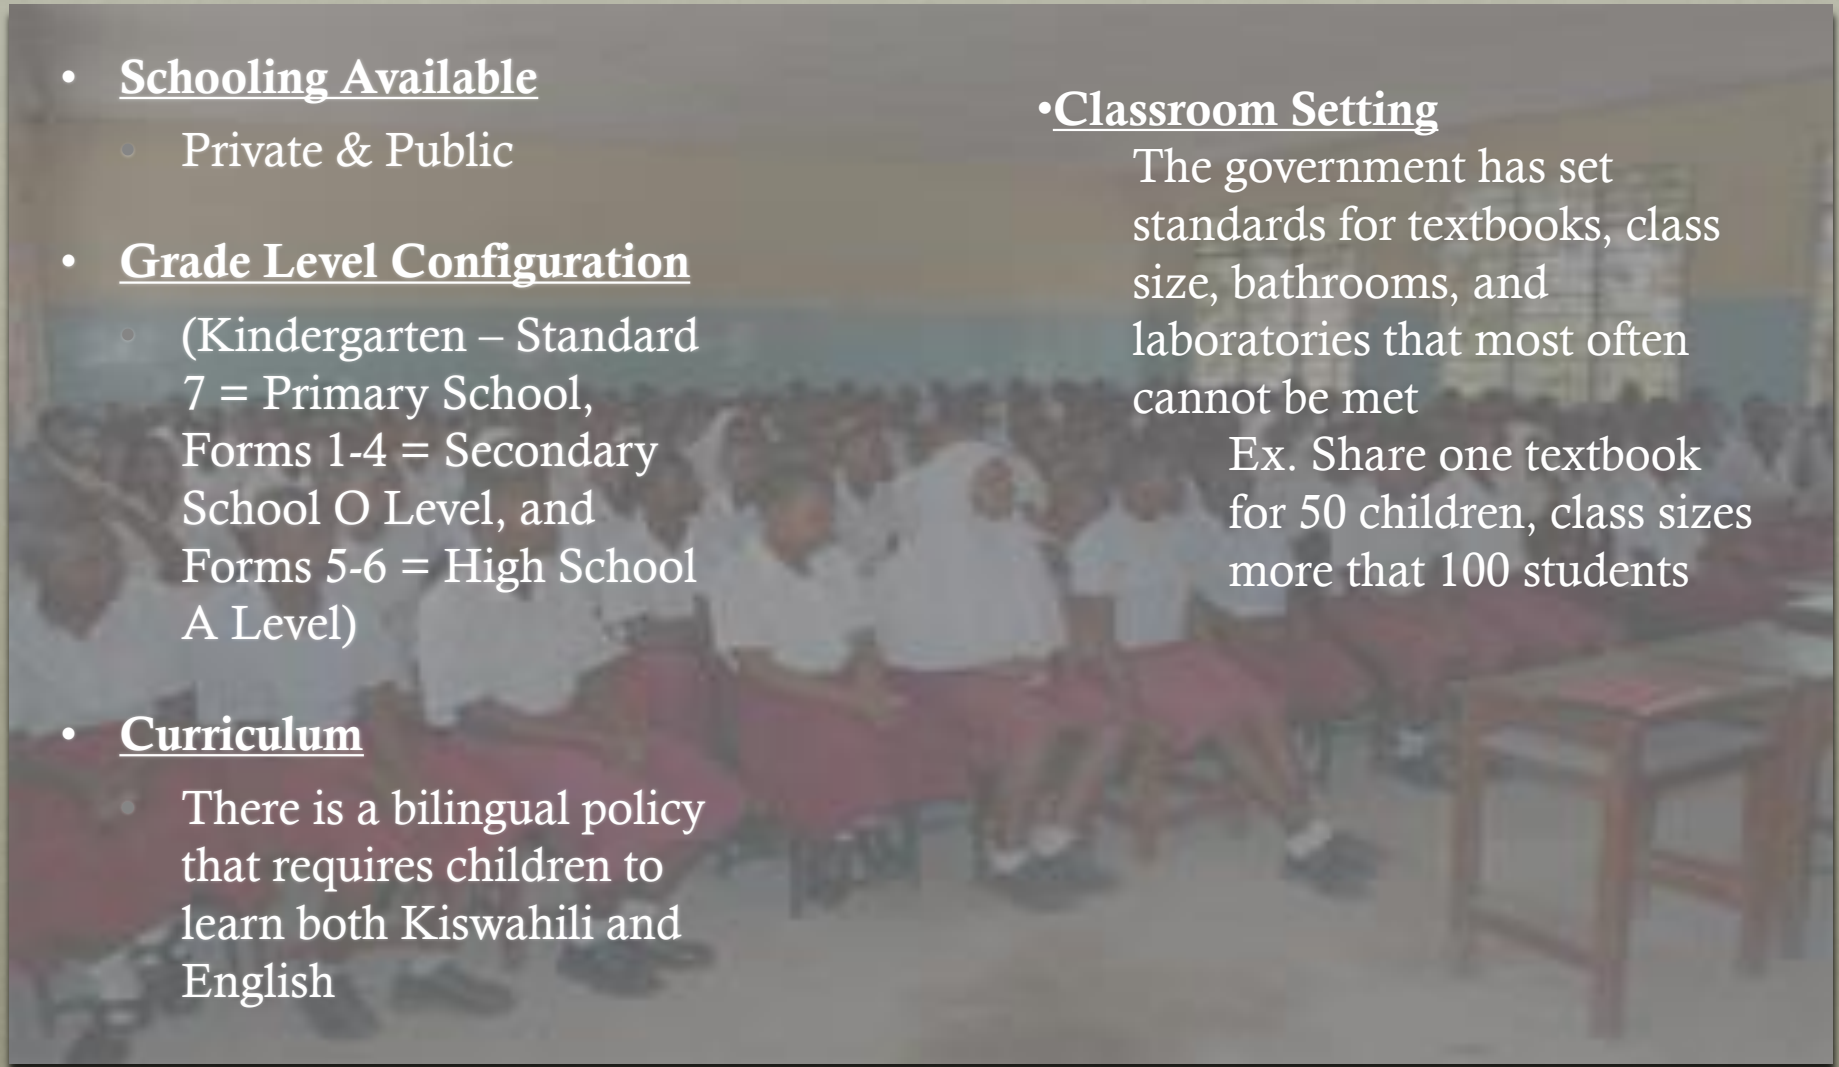 • Schooling Available
• Private & Public
• Grade Level Configuration
• (Kindergarten – Standard
7 = Primary School,
Forms 1-4 = Secondary
School O Level, and
Forms 5-6 = High School
A Level)
• Curriculum
• There is a bilingual policy
that requires children to
learn both Kiswahili and
English
•Classroom Setting
The government has set
standards for textbooks, class
size, bathrooms, and
laboratories that most often
cannot be met
Ex. Share one textbook
for 50 children, class sizes
more that 100 students